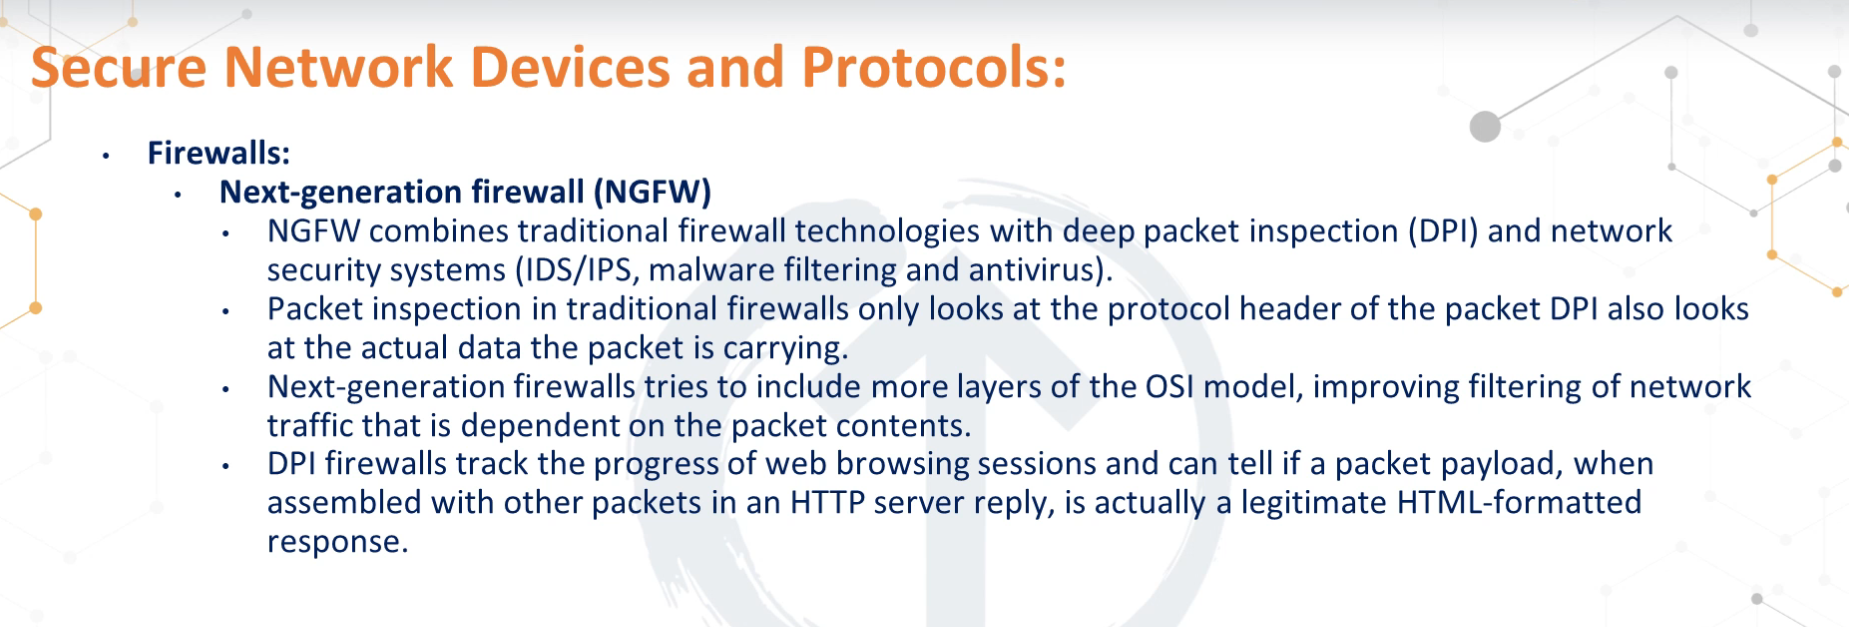 Secure Network Devices and Protocols:
• Firewalls:
• Next-generation firewall (NGFW)
• NGFW combines traditional firewall technologies with deep packet inspection (DPI) and network
security systems (IDS/IPS, malware filtering and antivirus).
• Packet inspection in traditional firewalls only looks at the protocol header of the packet DPI also looks
at the actual data the packet is carrying.
• Next-generation firewalls tries to include more layers of the OSI model, improving filtering of network
traffic that is dependent on the packet contents.
• DPI firewalls track the progress of web browsing sessions and can tell if a packet payload, when
assembled with other packets in an HTTP server reply, is actually a legitimate HTML-formatted
response.